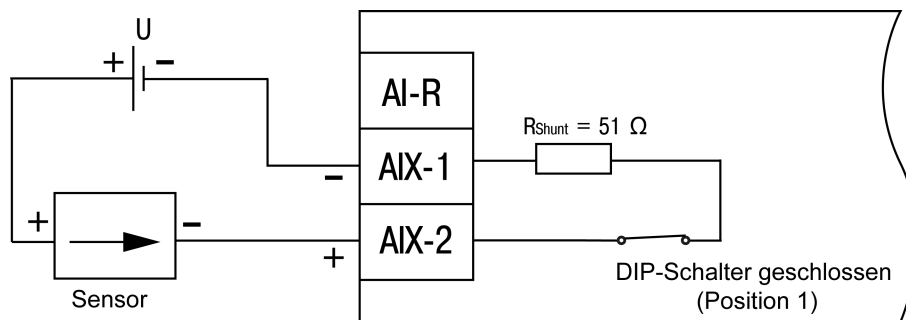 U
+ −
AI-R
RShunt = 51 Ω
AIX-1
−
+ −
AIX-2
+
DIP-Schalter geschlossen
(Position 1)
Sensor